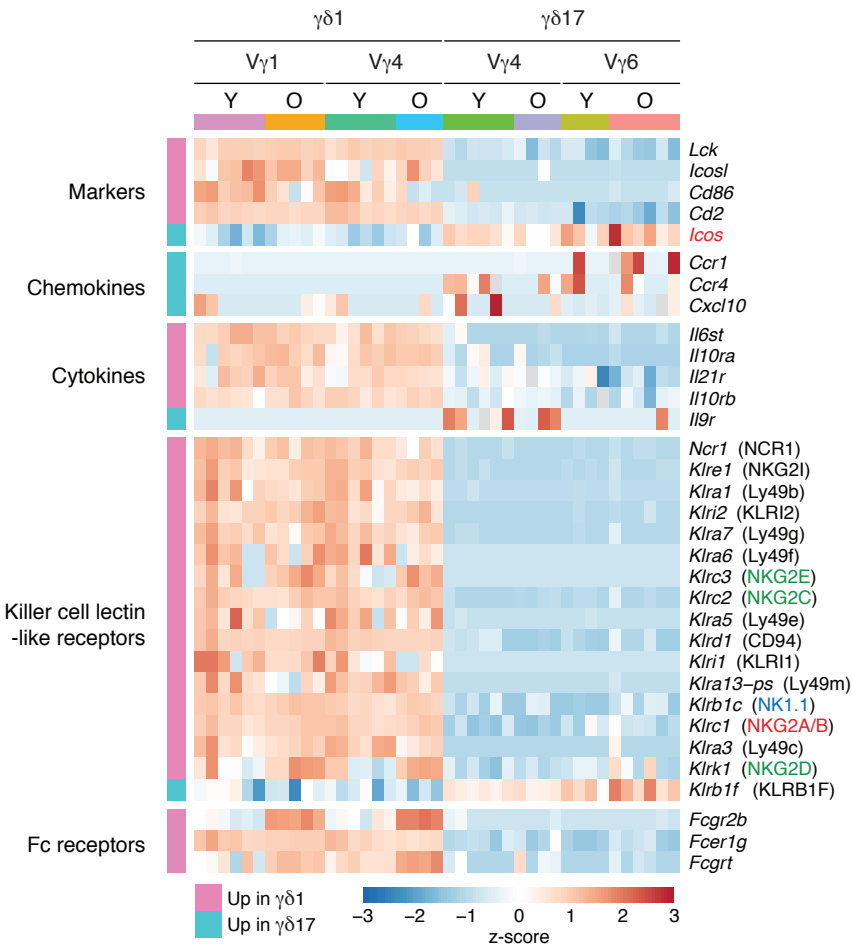 γδ1 γδ17
Vγ1 Vγ4 Vγ4 Vγ6
Y O Y O Y O Y O
Markers
Lck
Icosl
Cd86
Cd2
Icos
Chemokines
Ccr1
Ccr4
Cxcl10
Cytokines
Il6st
Il10ra
Il21r
Il10rb
Il9r
Killer cell lectin
-like receptors
Ncr1 (NCR1)
Klre1 (NKG2I)
Klra1 (Ly49b)
Klri2 (KLRI2)
Klra7 (Ly49g)
Klra6 (Ly49f)
Klrc3 (NKG2E)
Klrc2 (NKG2C)
Klra5 (Ly49e)
Klrd1 (CD94)
Klri1 (KLRI1)
Klra13−ps (Ly49m)
Klrb1c (NK1.1)
Klrc1 (NKG2A/B)
Klra3 (Ly49c)
Klrk1 (NKG2D)
Klrb1f (KLRB1F)
Fc receptors
Fcgr2b
Fcer1g
Fcgrt
Up in γδ1
Up in γδ17
−3 −2 −1 0 1 2 3
z-score